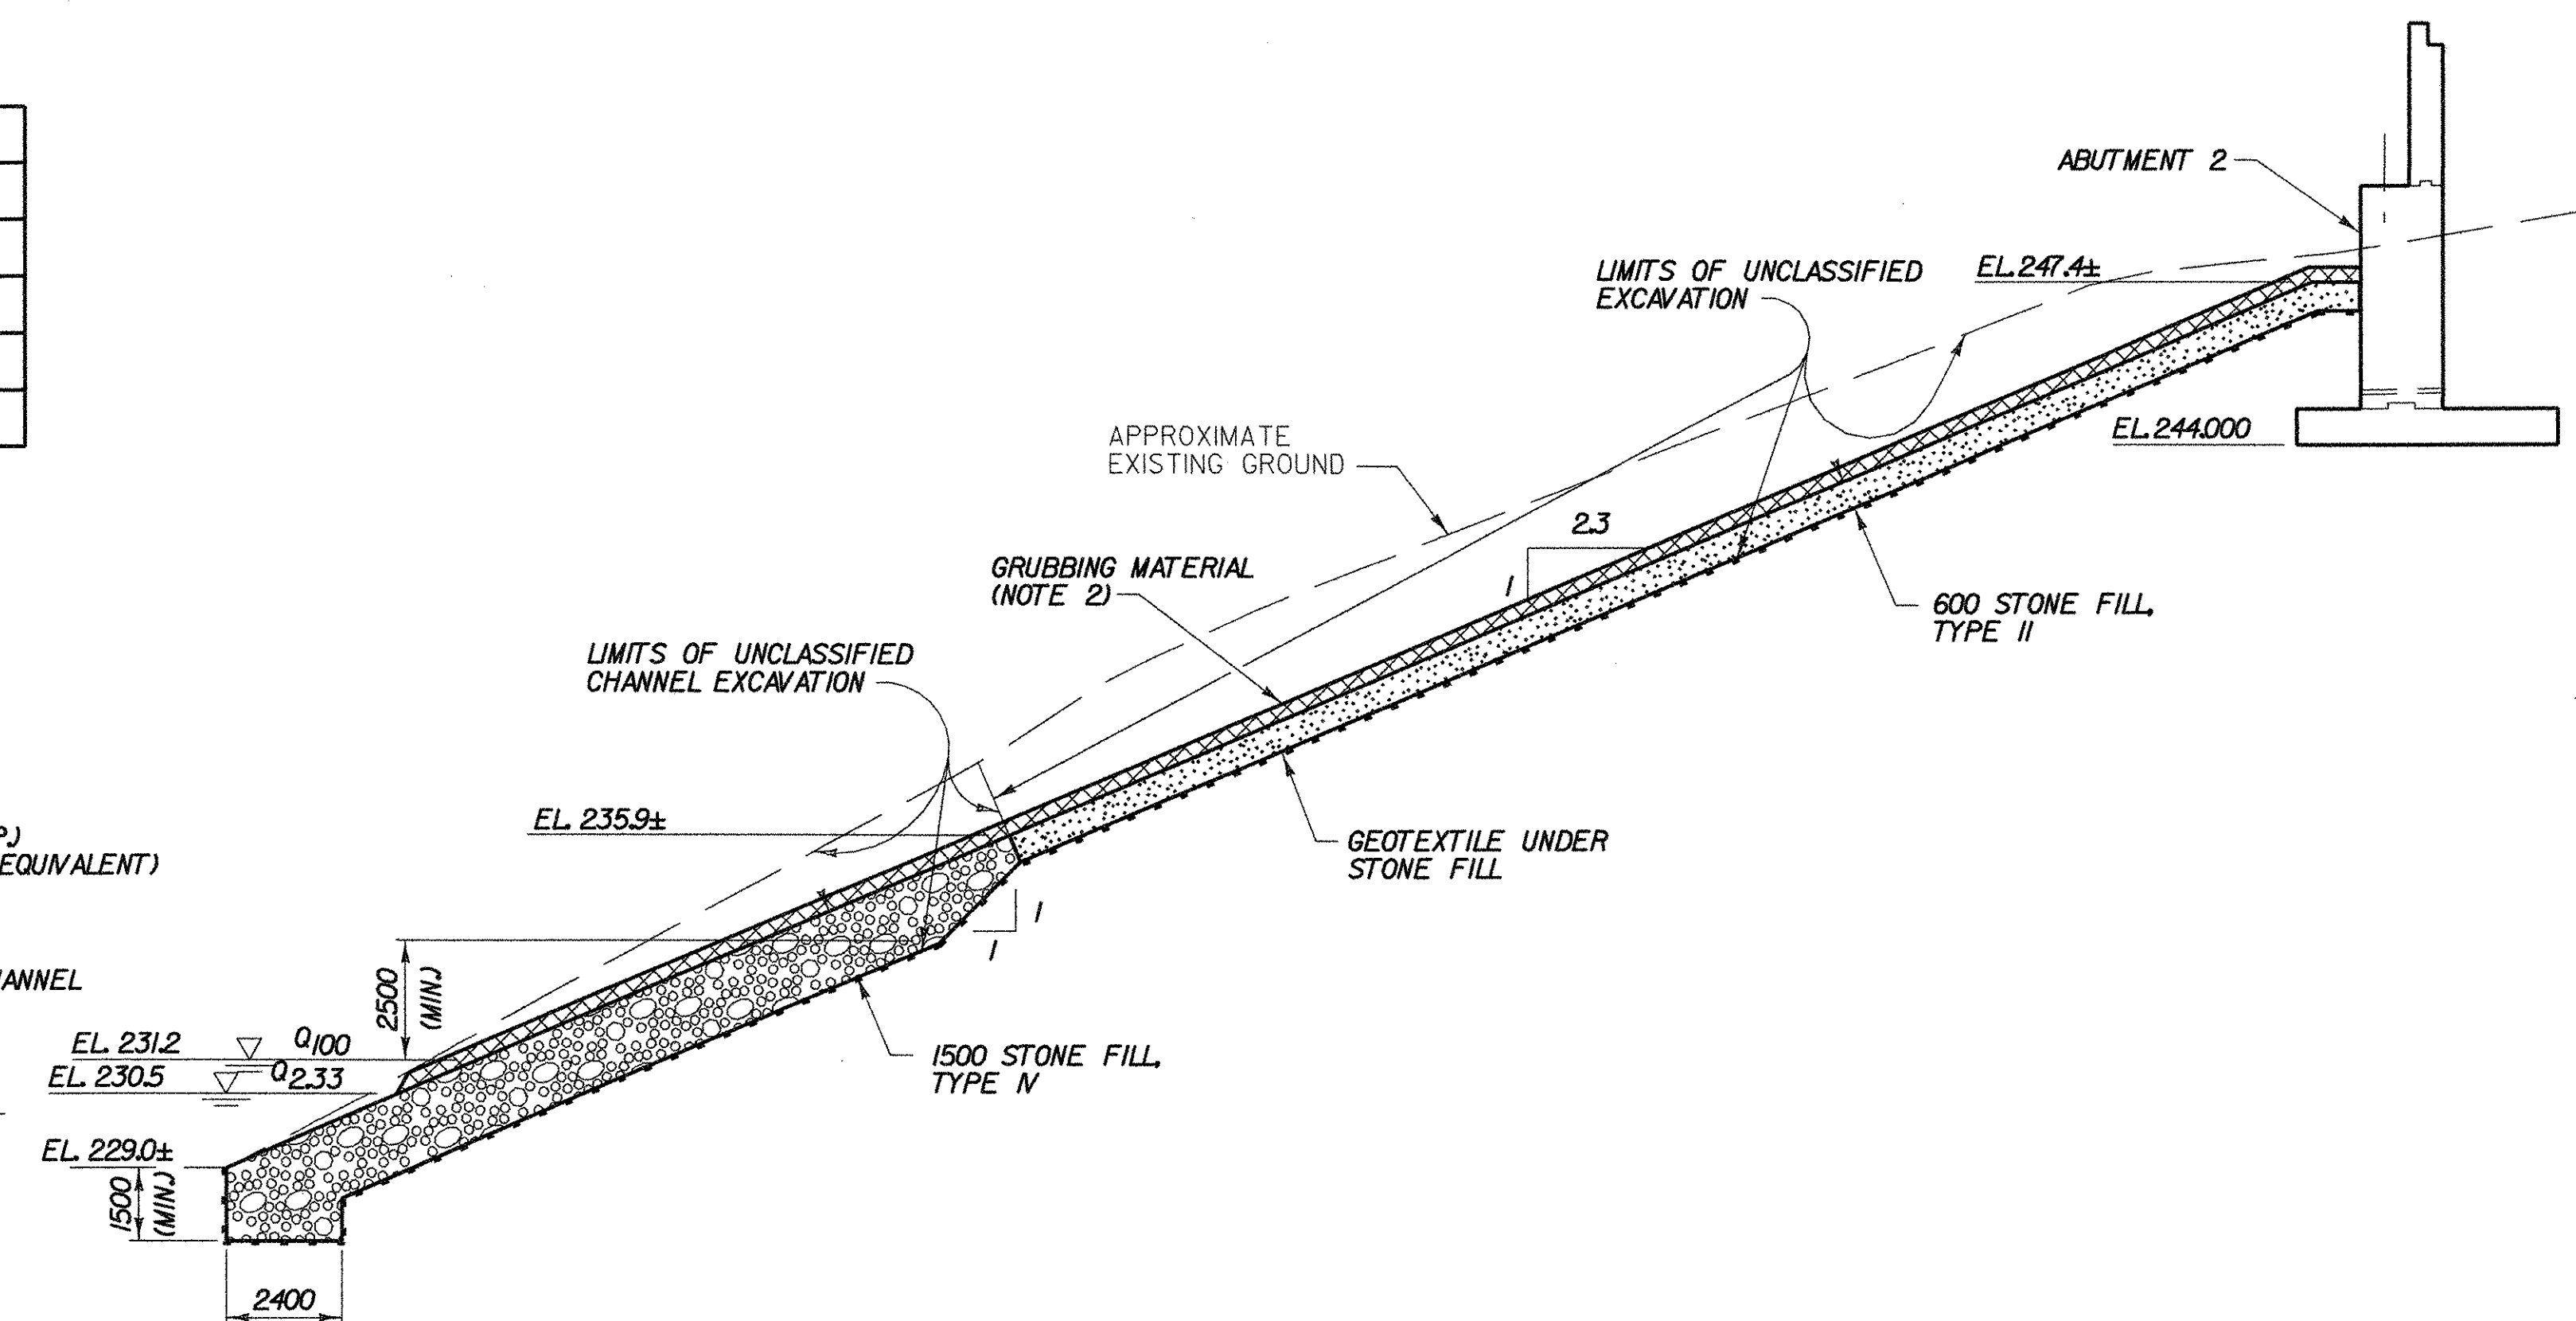 ABUTMENT 2
LIMITS OF UNCLASSIFIED
EXCAVATION
EL.247.4±
EL.244.000
APPROXIMATE
EXISTING GROUND
2.3
1
GRUBBING MATERIAL
(NOTE 2)
600 STONE FILL,
TYPE II
LIMITS OF UNCLASSIFIED
CHANNEL EXCAVATION
EL. 235.9±
GEOTEXTILE UNDER
STONE FILL
P.)
EQUIVALENT)
1
1
ANNEL
2500
(MIN.)
EL. 231.2
Q100
EL. 230.5
Q2.33
1500 STONE FILL,
TYPE IV
EL. 229.0±
1500
(MIN.)
2400